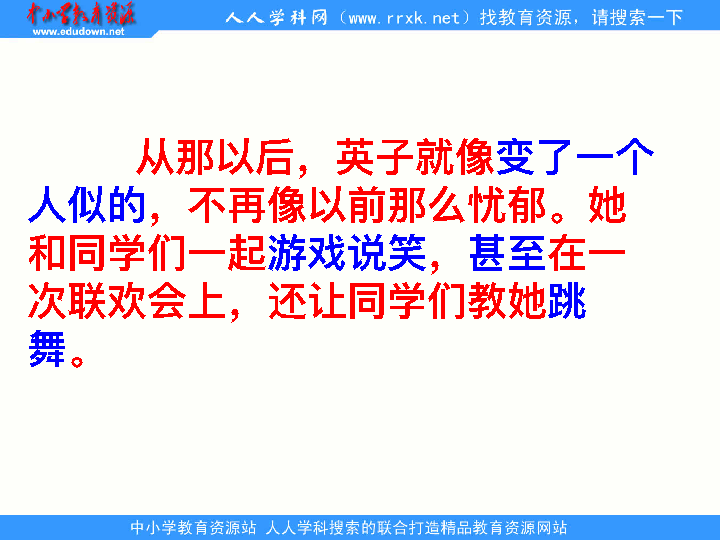 中小学教育资源
www.edudown.net
人人学科网（www.rrxk.net）找教育资源，请搜索一下
从那以后，英子就像变了一个
人似的，不再像以前那么忧郁。她
和同学们一起游戏说笑，甚至在一
次联欢会上，还让同学们教她跳
舞。
中小学教育资源站 人人学科搜索的联合打造精品教育资源网站